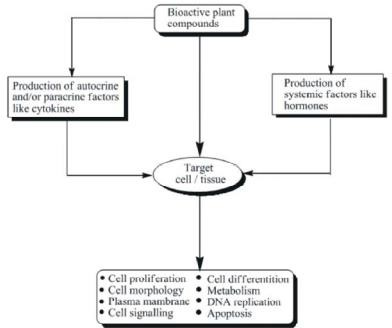 Bioactive plant
compounds
Production of autocrine
and/or paracrine factors
like cytokines
Production of
systemic factors like
hormones
Target
cell / tissue
• Cell proliferation
• Cell morphology
• Plasma mambranc
• Cell signalling
• Cell differentition
• Metabolism
• DNA replication
• Apoptosis